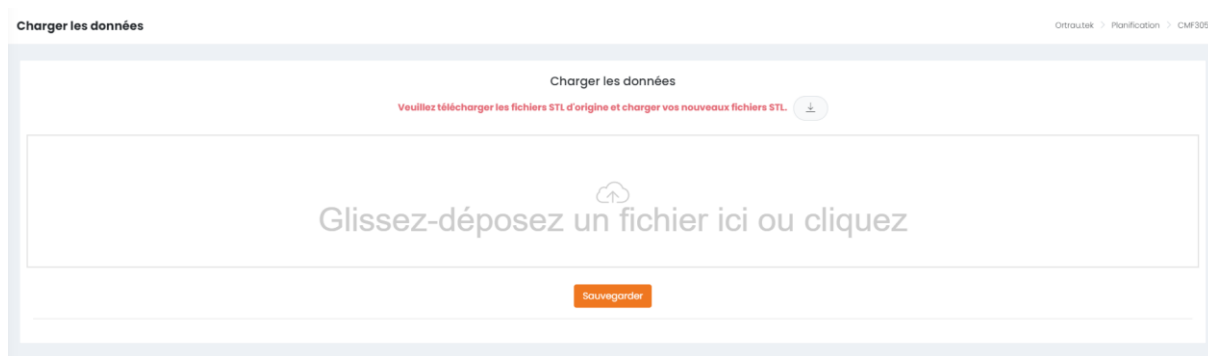 Charger les données
Ortrautek > Planification > CMF305
Charger les données
Veuillez télécharger les fichiers STL d'origine et charger vos nouveaux fichiers STL.
Glissez-déposez un fichier ici ou cliquez
Sauvegarder